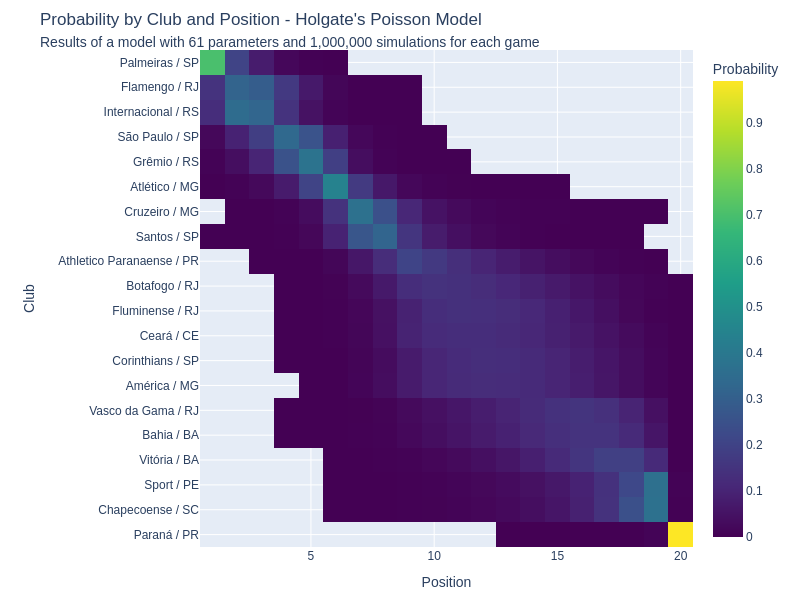 Probability by Club and Position - Holgate's Poisson Model
Results of a model with 61 parameters and 1,000,000 simulations for each game
Probability
Palmeiras / SP
Flamengo / RJ
Internacional / RS
São Paulo / SP
Grêmio / RS
Atlético / MG
Cruzeiro / MG
Santos / SP
Athletico Paranaense / PR
Botafogo / RJ
Fluminense / RJ
Ceará / CE
Corinthians / SP
América / MG
Vasco da Gama / RJ
Bahia / BA
Vitória / BA
Sport / PE
Chapecoense / SC
Paraná / PR
Club
5
10
15
20
Position
0.9
0.8
0.7
0.6
0.5
0.4
0.3
0.2
0.1
0